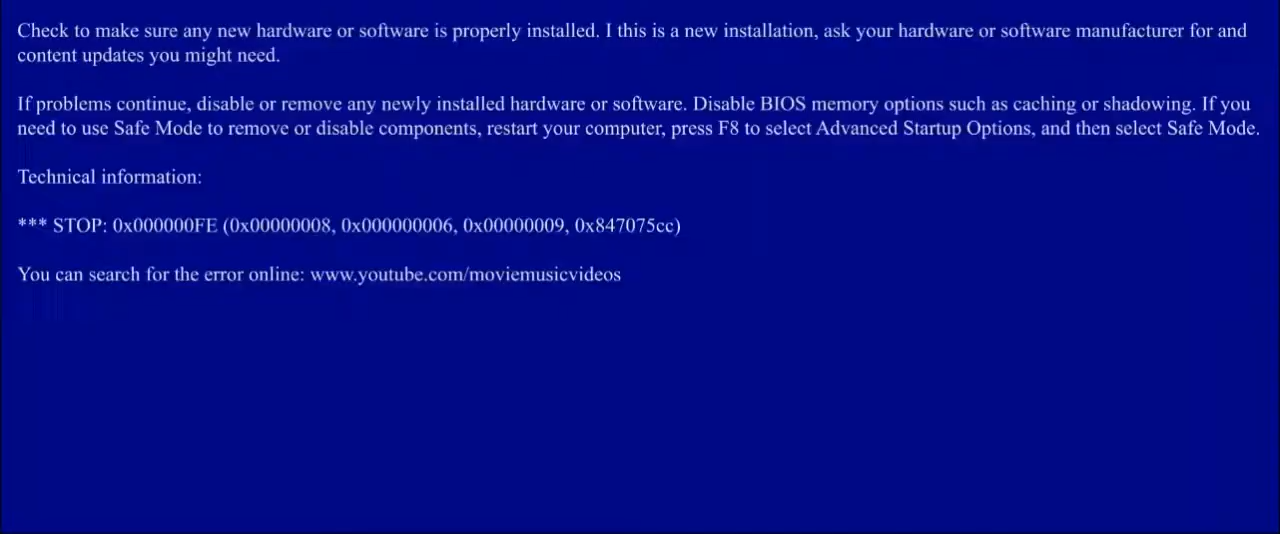 Check to make sure any new hardware or software is properly installed. I this is a new installation, ask your hardware or software manufacturer for and
content updates you might need.
If problems continue, disable or remove any newly installed hardware or software. Disable BIOS memory options such as caching or shadowing. If you
need to use Safe Mode to remove or disable components, restart your computer, press F8 to select Advanced Startup Options, and then select Safe Mode.
Technical information:
*** STOP: 0x000000FE (0x00000008, 0x000000006, 0x00000009, 0x847075cc)
You can search for the error online: www.youtube.com/moviemusicvideos